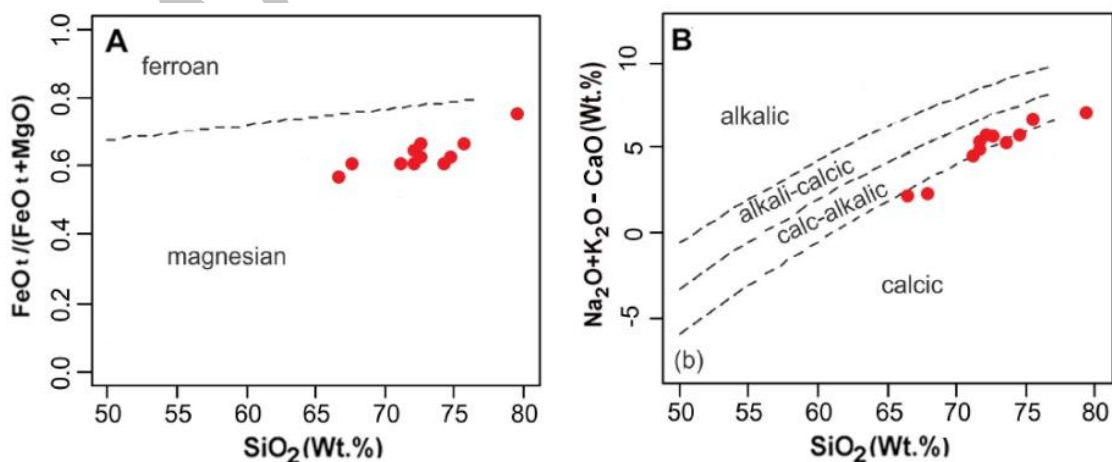 A
ferroan
magnesian
FeOt/(FeOt+MgO)
1.0
0.8
0.6
0.4
0.2
0.0
50 55 60 65 70 75 80
SiO₂(Wt.%)
B
alkalic
alkali-calcic
calc-alkalic
calcic
(b)
Na₂O+K₂O - CaO(Wt.%)
10
5
0
-5
50 55 60 65 70 75 80
SiO₂(Wt.%)